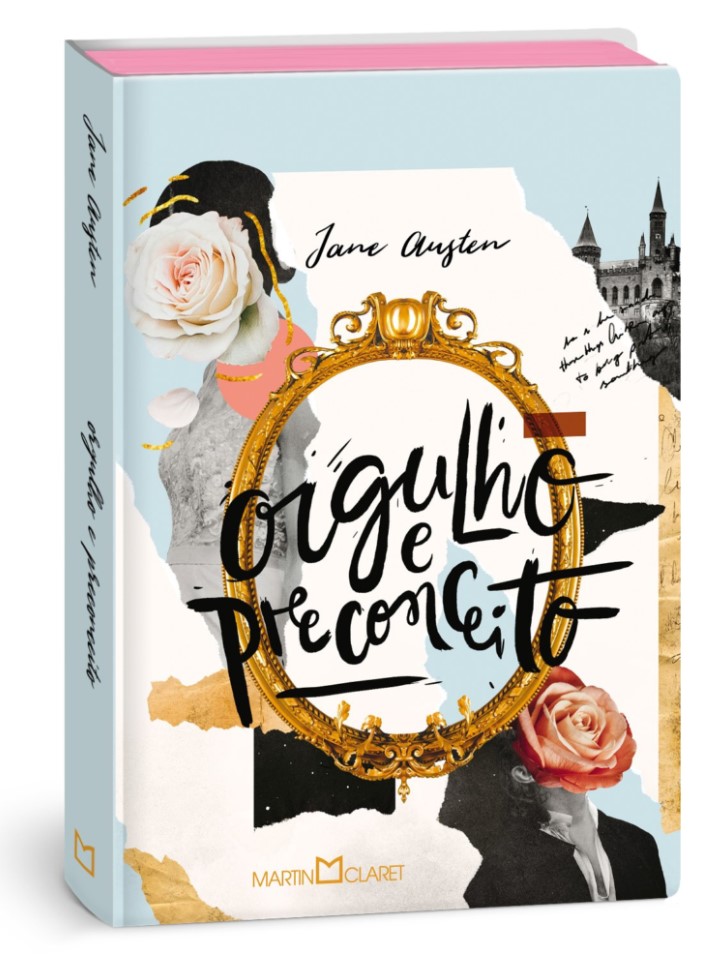 Jane Austen
orgulho e preconceito
Jane Austen
orgulho
e
preconceito
MARTIN CLARET